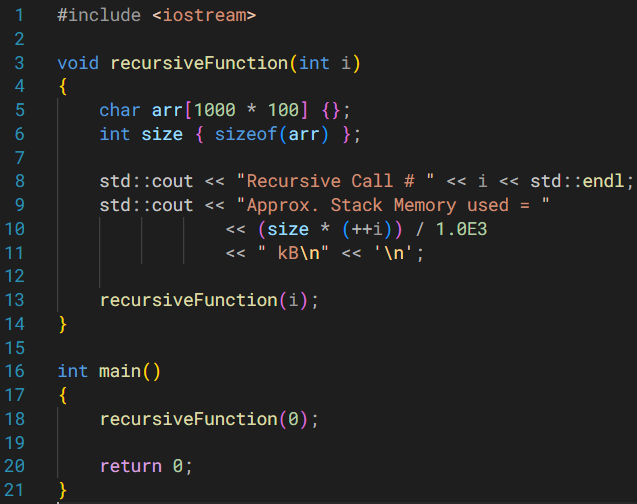 1 #include <iostream>
2
3 void recursiveFunction(int i)
4 {
5     char arr[1000 * 100] {};
6     int size { sizeof(arr) };
7
8     std::cout << "Recursive Call # " << i << std::endl;
9     std::cout << "Approx. Stack Memory used = "
10                 << (size * (++i)) / 1.0E3
11                 << " kB\n" << '\n';
12
13     recursiveFunction(i);
14 }
15
16 int main()
17 {
18     recursiveFunction(0);
19
20     return 0;
21 }